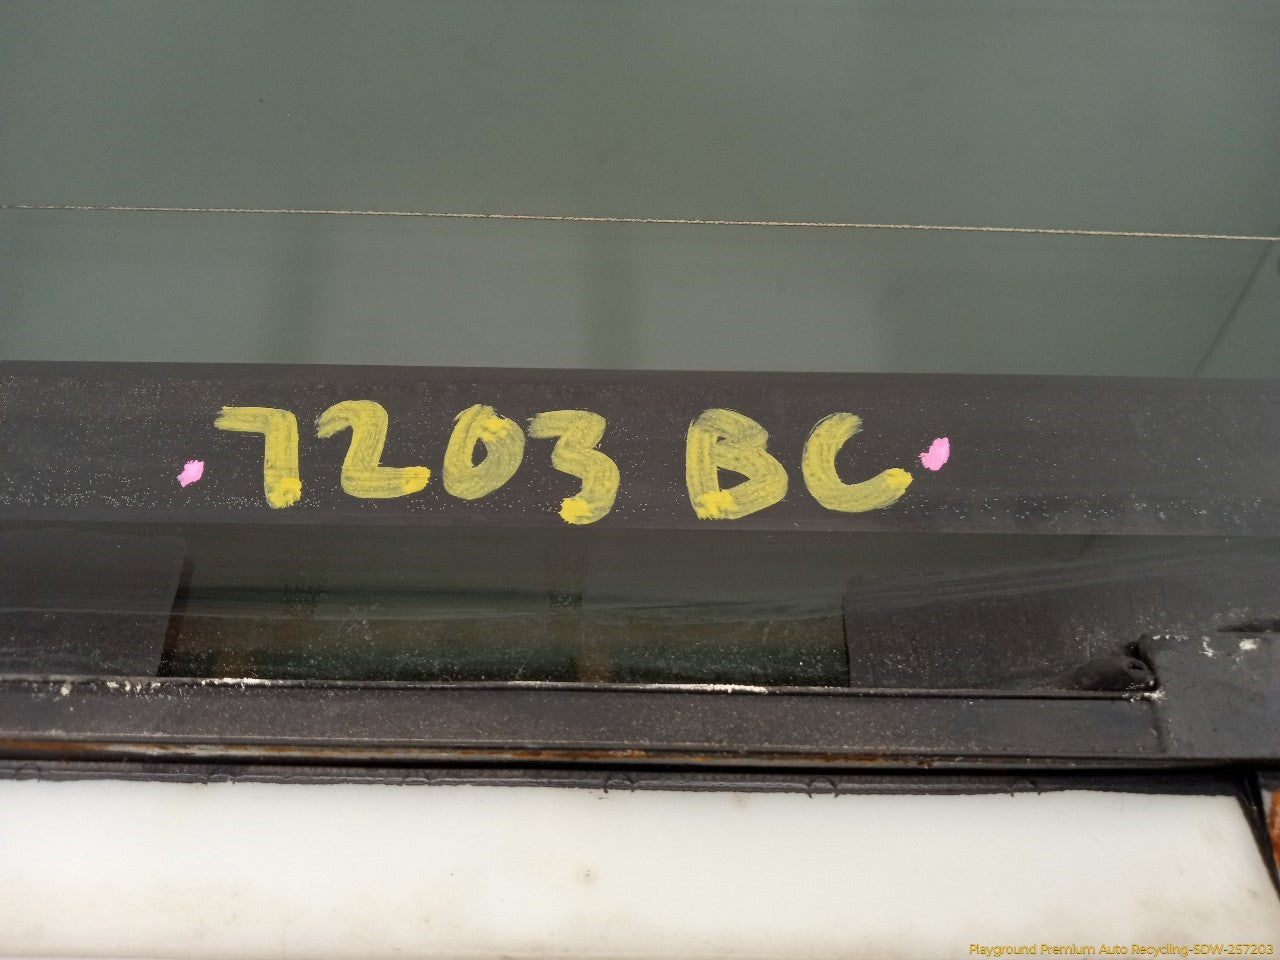 7203 BC
Playground Premium Auto Recycling-SDW-257203